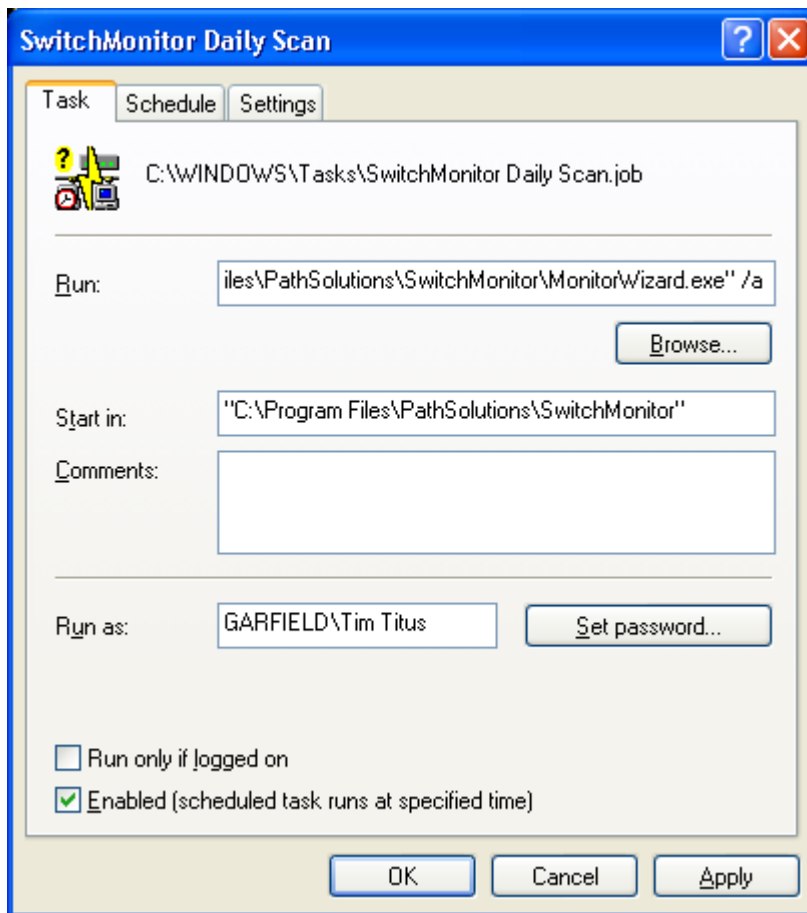 SwitchMonitor Daily Scan
Task Schedule Settings
C:\WINDOWS\Tasks\SwitchMonitor Daily Scan.job
Run: iles\PathSolutions\SwitchMonitor\MonitorWizard.exe" /a
Browse...
Start in: "C:\Program Files\PathSolutions\SwitchMonitor"
Comments:
Run as: GARFIELD\Tim Titus Set password...
Run only if logged on
Enabled (scheduled task runs at specified time)
OK Cancel Apply